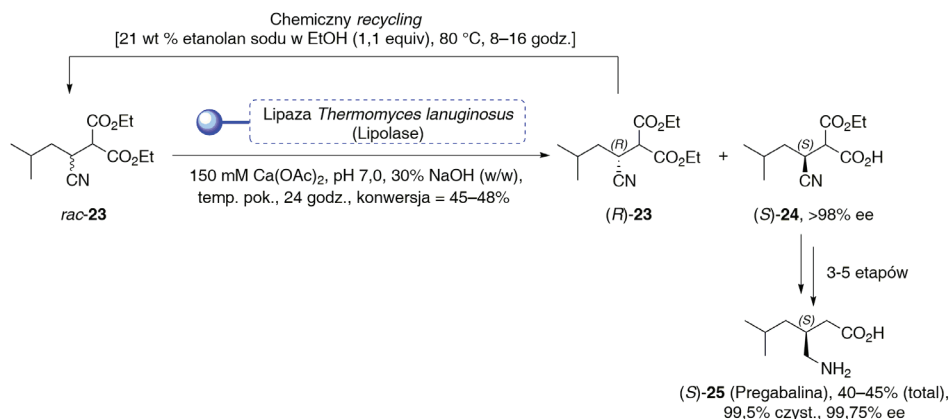 Chemiczny recycling
[21 wt % etanolan sodu w EtOH (1,1 equiv), 80 °C, 8–16 godz.]
Lipaza Thermomyces lanuginosus
(Lipolase)
150 mM Ca(OAc)₂, pH 7,0, 30% NaOH (w/w),
temp. pok., 24 godz., konwersja = 45–48%
CO₂Et
CO₂Et
CN
rac-23
CO₂Et
(R)
CO₂Et
CN
(R)-23
+
CO₂Et
(S)
CO₂H
CN
(S)-24, >98% ee
3-5 etapów
(S)
CO₂H
NH₂
(S)-25 (Pregabalina), 40–45% (total),
99,5% czyst., 99,75% ee